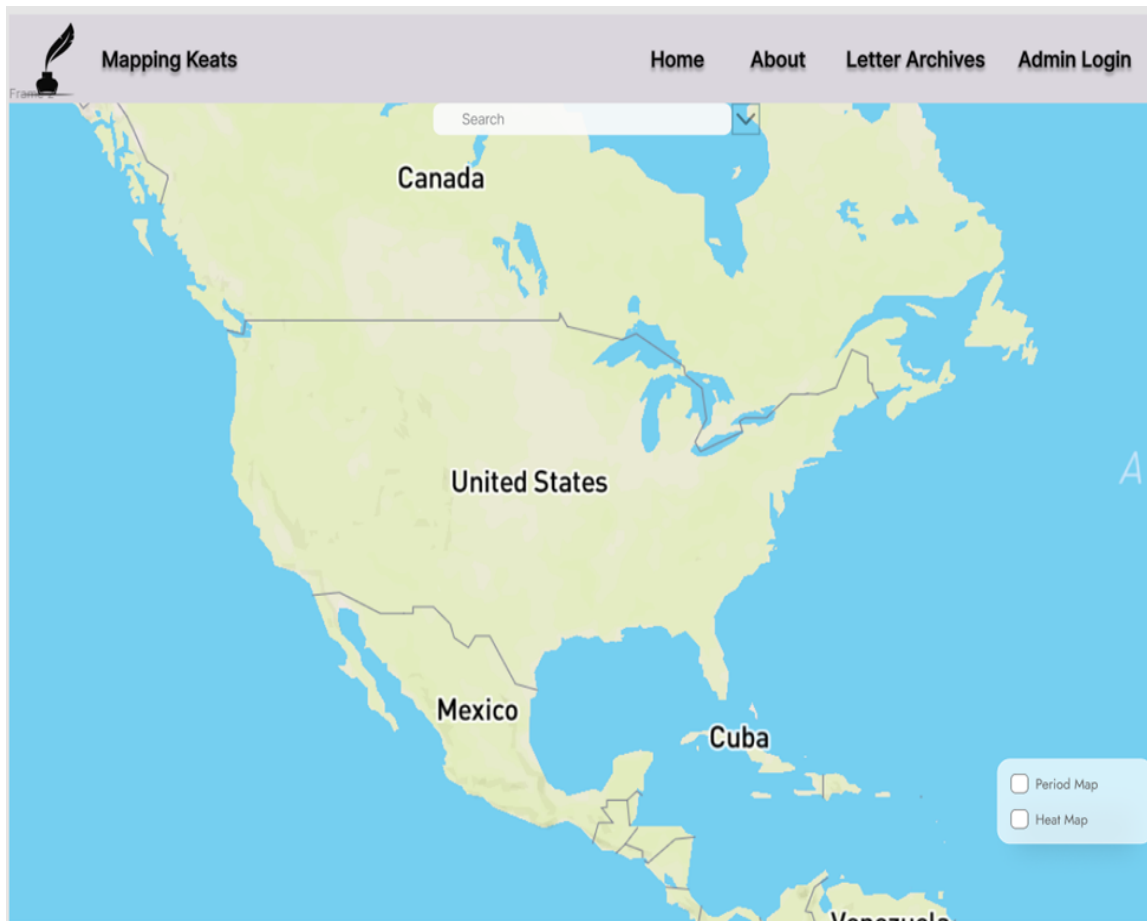 Mapping Keats
Home
About
Letter Archives
Admin Login
Search
Canada
United States
A
Mexico
Cuba
Period Map
Heat Map